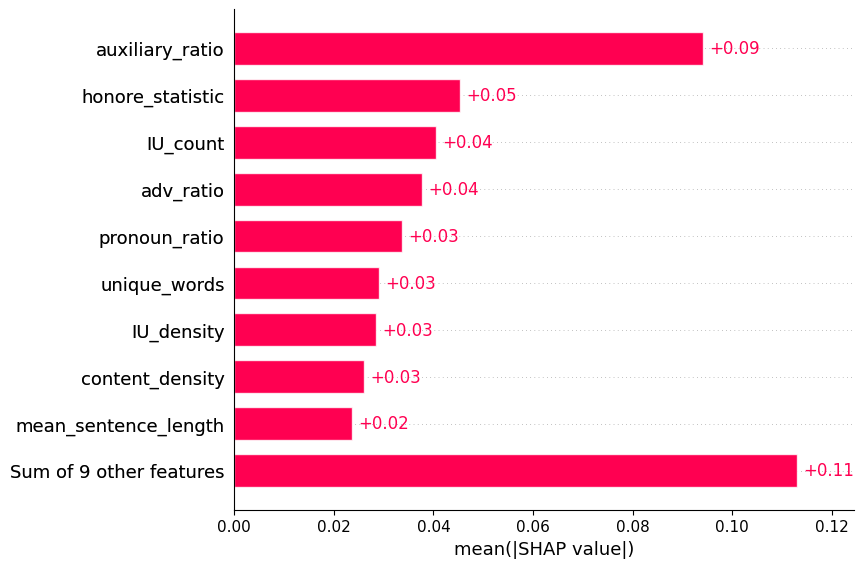 auxiliary_ratio +0.09
honore_statistic +0.05
IU_count +0.04
adv_ratio +0.04
pronoun_ratio +0.03
unique_words +0.03
IU_density +0.03
content_density +0.03
mean_sentence_length +0.02
Sum of 9 other features +0.11
0.00 0.02 0.04 0.06 0.08 0.10 0.12
mean(|SHAP value|)